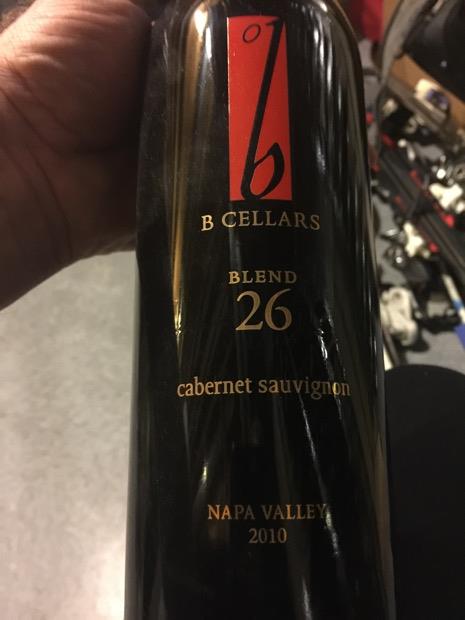 b
B CELLARS
BLEND
26
cabernet sauvignon
NAPA VALLEY
2010